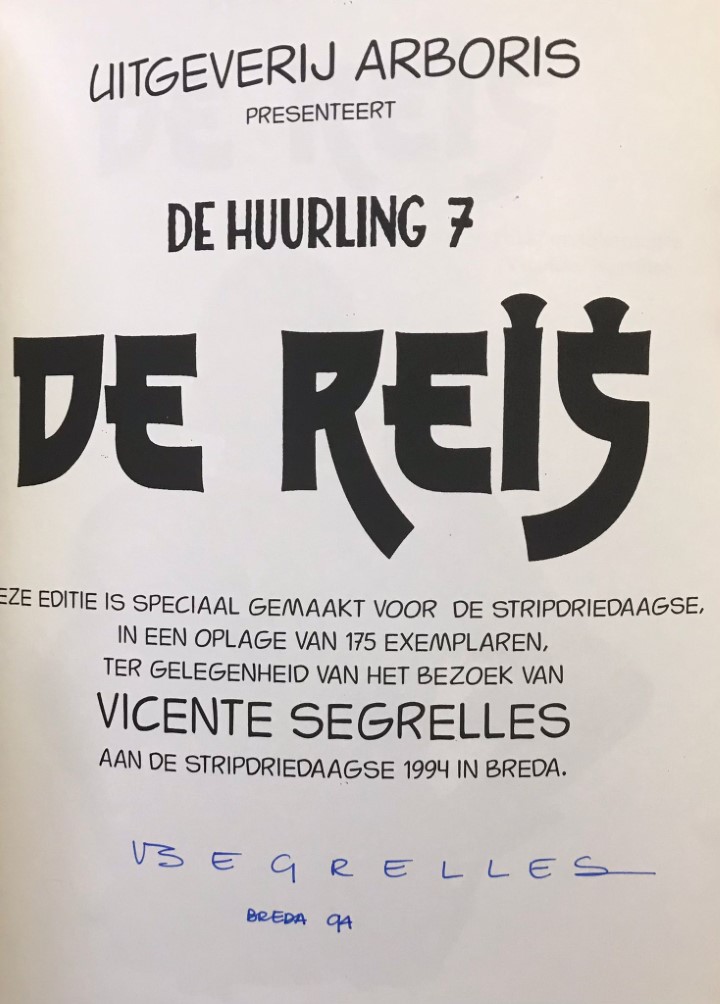 UITGEVERIJ ARBORIS
PRESENTEERT
DE HUURLING 7
DE REIS
EZE EDITIE IS SPECIAAL GEMAAKT VOOR DE STRIPDRIEDAAGSE,
IN EEN OPLAGE VAN 175 EXEMPLAREN,
TER GELEGENHEID VAN HET BEZOEK VAN
VICENTE SEGRELLES
AAN DE STRIPDRIEDAAGSE 1994 IN BREDA.
VSEGRELLES
BREDA 94